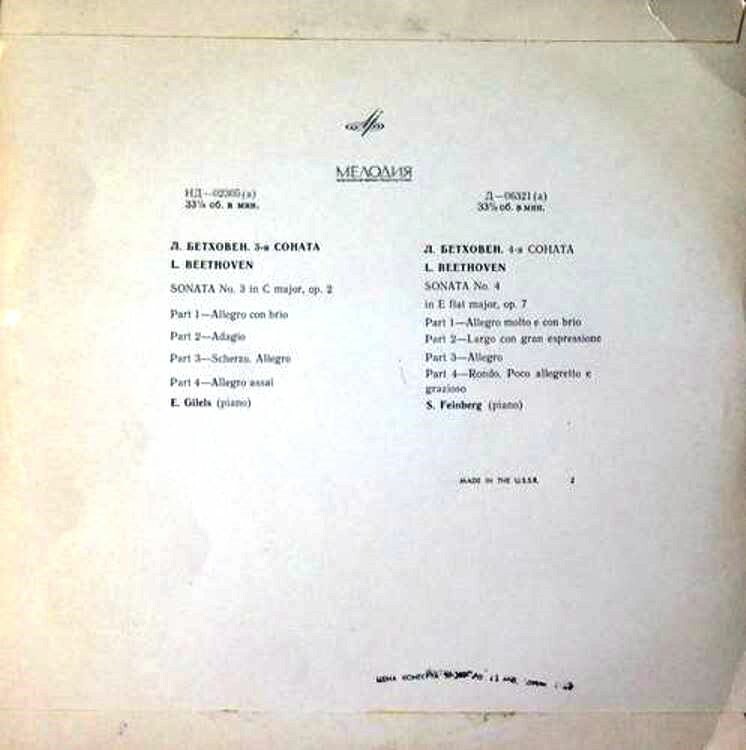 МЕЛОДИЯ
НД—02305(а)
33⅓ об. в мин.
Л. БЕТХОВЕН. 3-я СОНАТА
L. BEETHOVEN
SONATA No. 3 in C major, op. 2
Part 1—Allegro con brio
Part 2—Adagio
Part 3—Scherzo. Allegro
Part 4—Allegro assai
E. Gilels (piano)
Д—06321(а)
33⅓ об. в мин.
Л. БЕТХОВЕН. 4-я СОНАТА
L. BEETHOVEN
SONATA No. 4
in E flat major, op. 7
Part 1—Allegro molto e con brio
Part 2—Largo con gran espressione
Part 3—Allegro
Part 4—Rondo. Poco allegretto e
grazioso
S. Feinberg (piano)
MADE IN THE U.S.S.R. 2
ЦЕНА